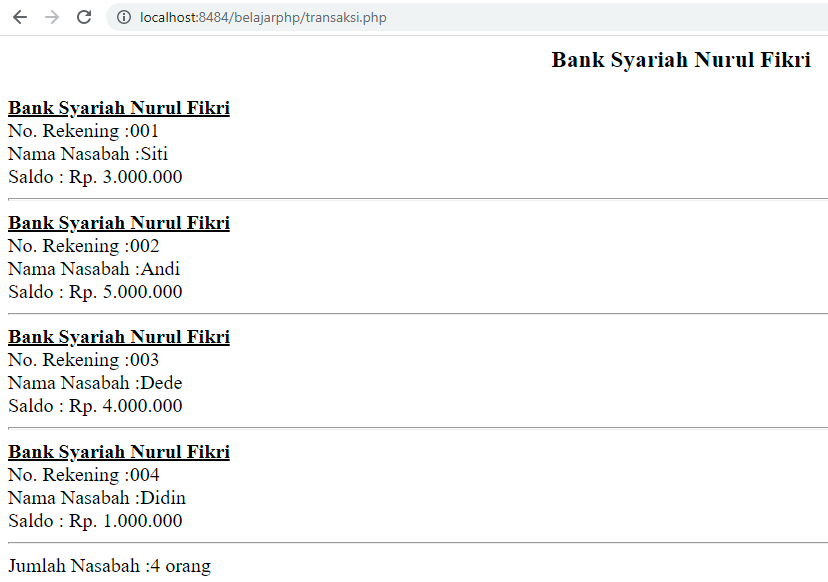 localhost:8484/belajarphp/transaksi.php
Bank Syariah Nurul Fikri
Bank Syariah Nurul Fikri
No. Rekening :001
Nama Nasabah :Siti
Saldo : Rp. 3.000.000
Bank Syariah Nurul Fikri
No. Rekening :002
Nama Nasabah :Andi
Saldo : Rp. 5.000.000
Bank Syariah Nurul Fikri
No. Rekening :003
Nama Nasabah :Dede
Saldo : Rp. 4.000.000
Bank Syariah Nurul Fikri
No. Rekening :004
Nama Nasabah :Didin
Saldo : Rp. 1.000.000
Jumlah Nasabah :4 orang